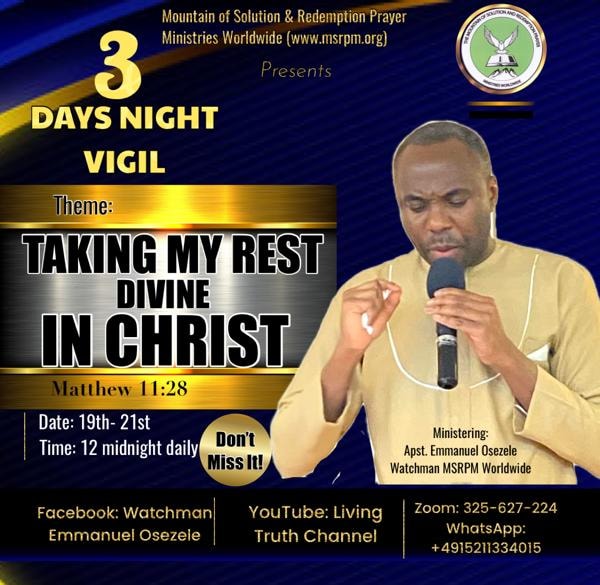 Mountain of Solution & Redemption Prayer
Ministries Worldwide (www.msrpm.org)
Presents
3
DAYS NIGHT
VIGIL
Theme:
TAKING MY REST
DIVINE
IN CHRIST
Matthew 11:28
Date: 19th- 21st
Time: 12 midnight daily
Don't
Miss It!
Ministering:
Apst. Emmanuel Osezele
Watchman MSRPM Worldwide
Facebook: Watchman
Emmanuel Osezele
YouTube: Living
Truth Channel
Zoom: 325-627-224
WhatsApp:
+4915211334015